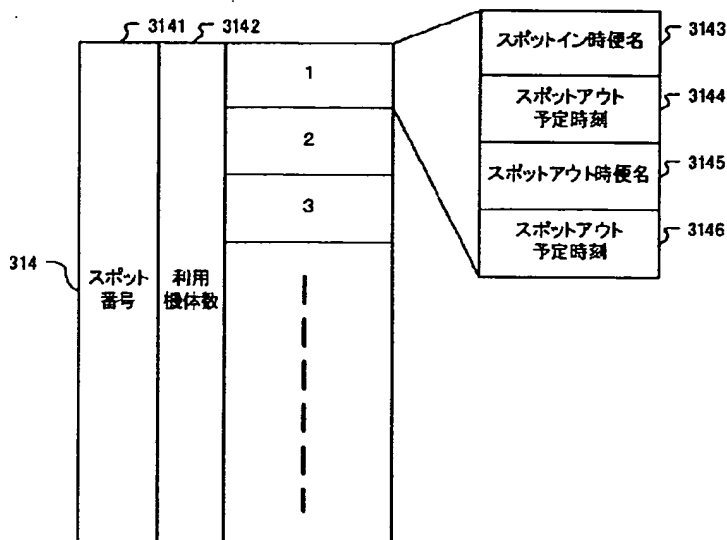 3141
3142
314
スポット
番号
利用
機体数
1
2
3
スポットイン時便名
3143
スポットアウト
予定時刻
3144
スポットアウト時便名
3145
スポットアウト
予定時刻
3146